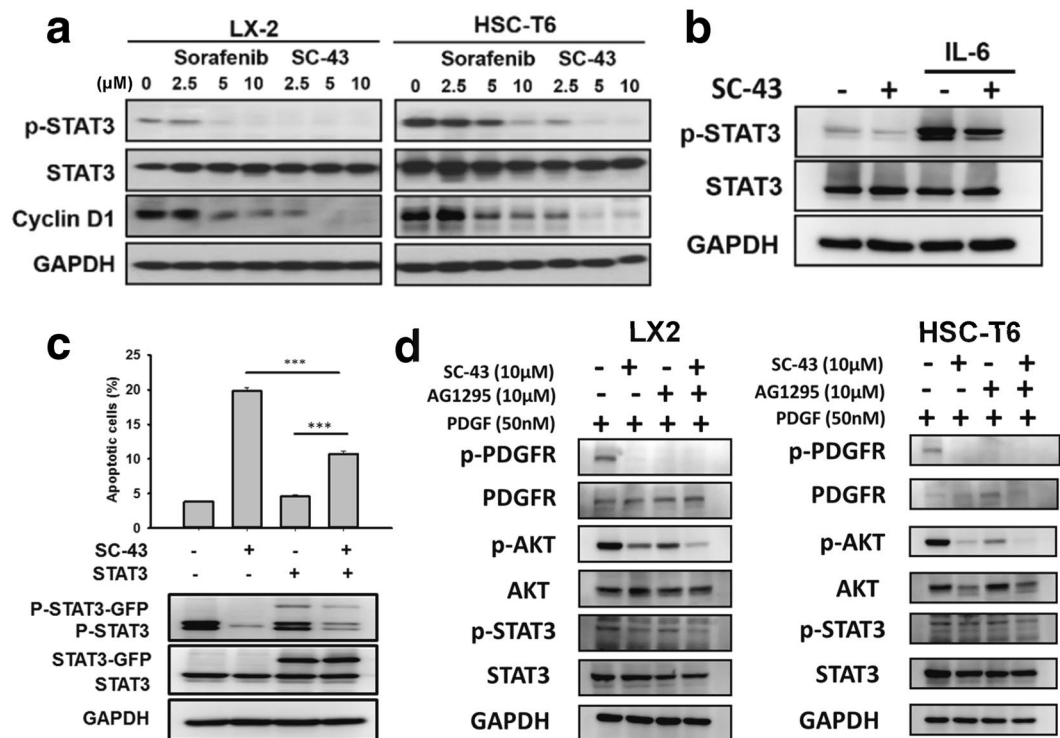 a
LX-2
HSC-T6
Sorafenib SC-43
Sorafenib SC-43
(μM) 0 2.5 5 10 2.5 5 10
0 2.5 5 10 2.5 5 10
p-STAT3
STAT3
Cyclin D1
GAPDH
b
IL-6
SC-43 - + - +
p-STAT3
STAT3
GAPDH
c
Apoptotic cells (%)
25
20
15
10
5
0
***
***
SC-43 - + - +
STAT3 - - + +
P-STAT3-GFP
P-STAT3
STAT3-GFP
STAT3
GAPDH
d
LX2
SC-43 (10μM) - + - +
AG1295 (10μM) - - + +
PDGF (50nM) + + + +
p-PDGFR
PDGFR
p-AKT
AKT
p-STAT3
STAT3
GAPDH
HSC-T6
SC-43 (10μM) - + - +
AG1295 (10μM) - - + +
PDGF (50nM) + + + +
p-PDGFR
PDGFR
p-AKT
AKT
p-STAT3
STAT3
GAPDH